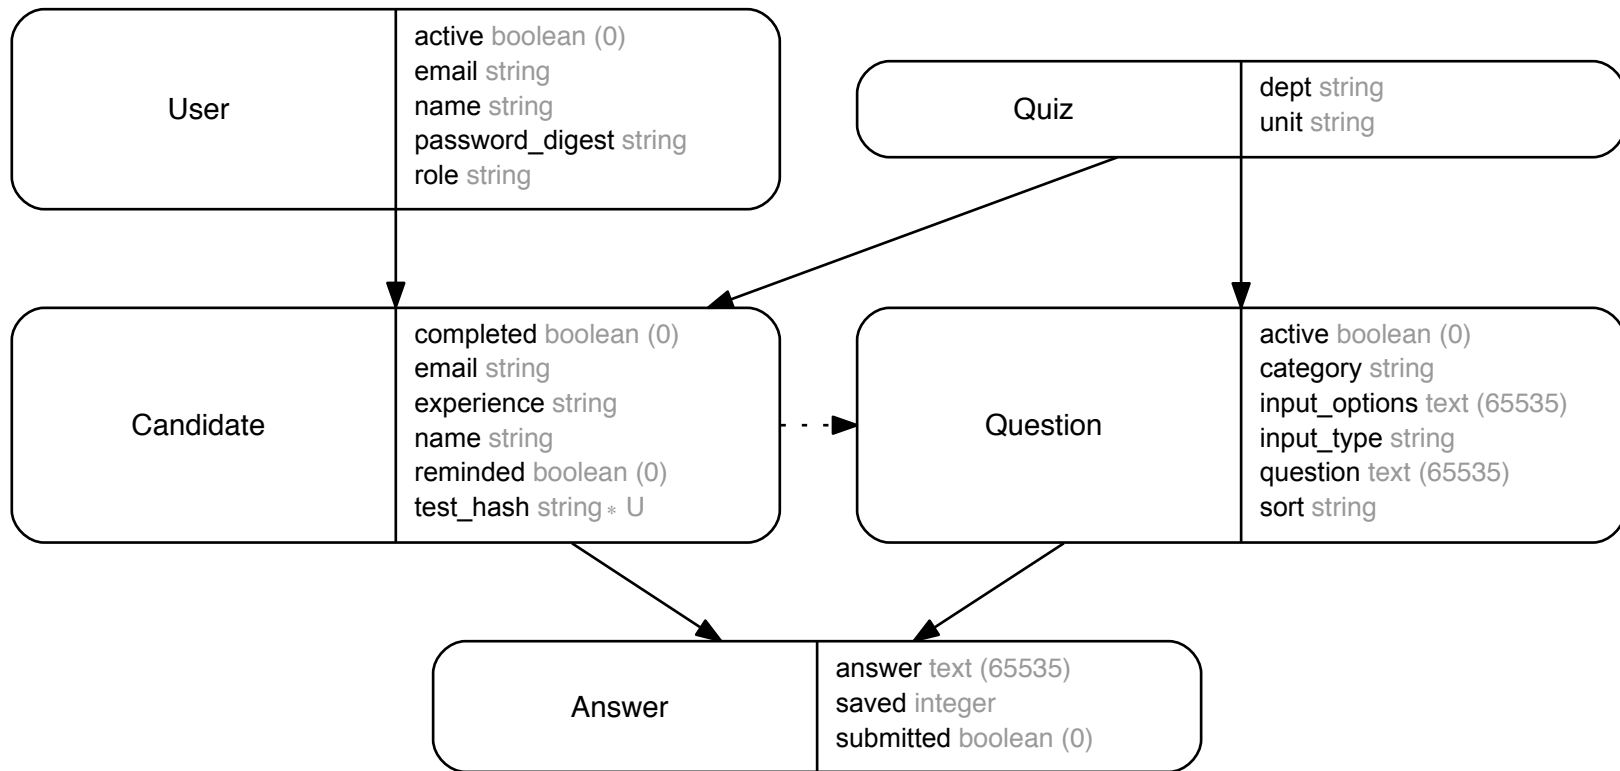 User
active boolean (0)
email string
name string
password_digest string
role string
Quiz
dept string
unit string
Candidate
completed boolean (0)
email string
experience string
name string
reminded boolean (0)
test_hash string ∗ U
Question
active boolean (0)
category string
input_options text (65535)
input_type string
question text (65535)
sort string
Answer
answer text (65535)
saved integer
submitted boolean (0)